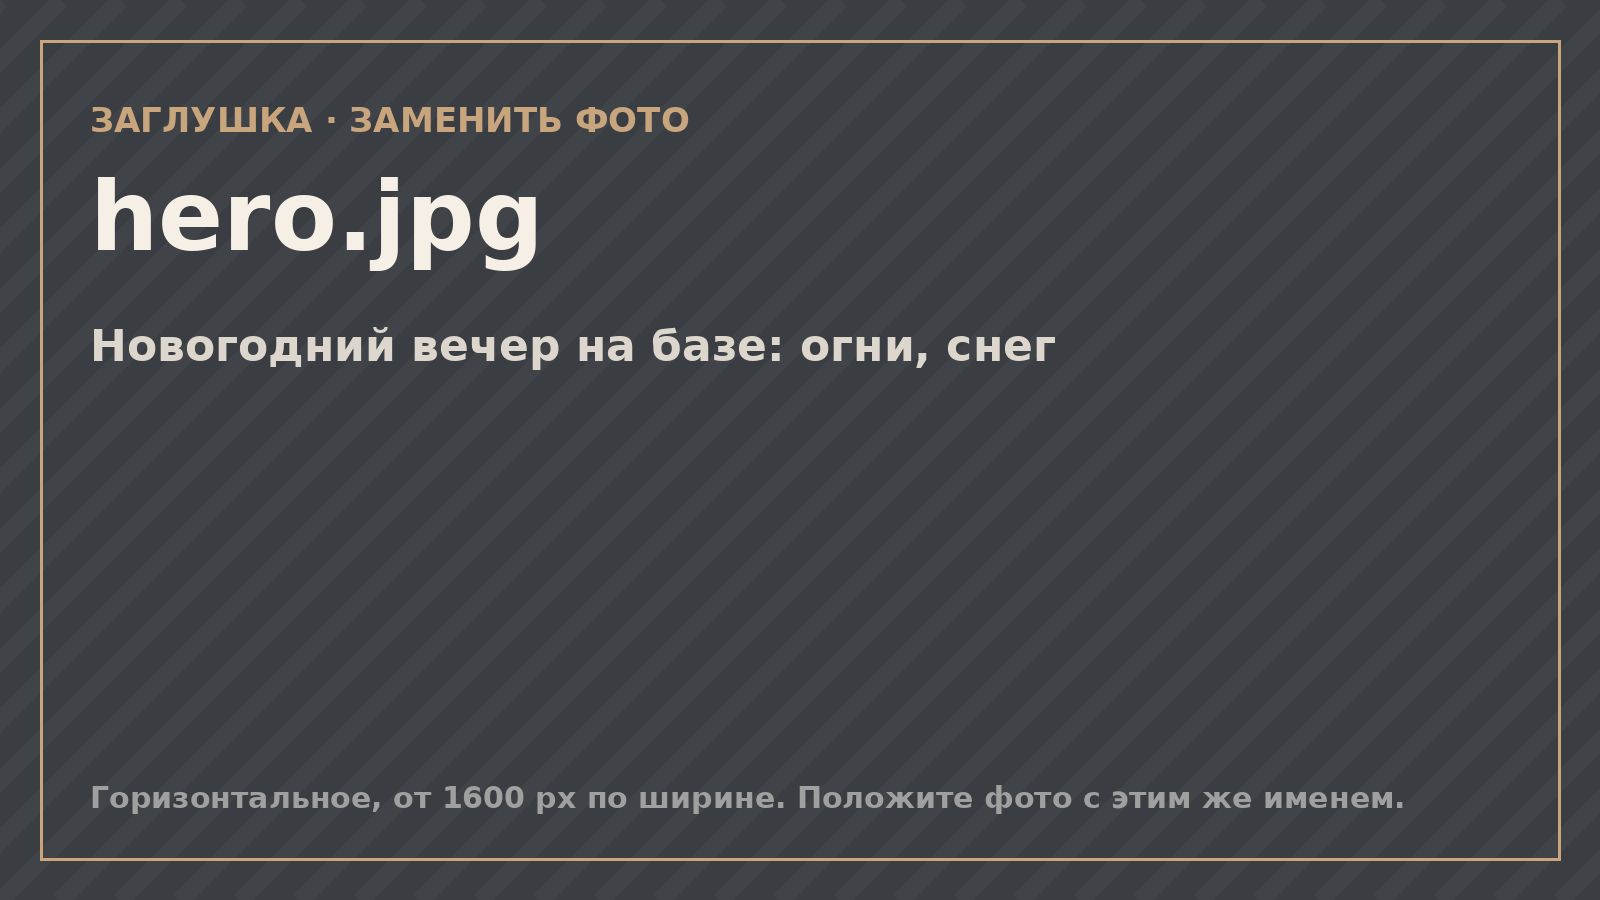 ЗАГЛУШКА · ЗАМЕНИТЬ ФОТО
hero.jpg
Новогодний вечер на базе: огни, снег
Горизонтальное, от 1600 px по ширине. Положите фото с этим же именем.